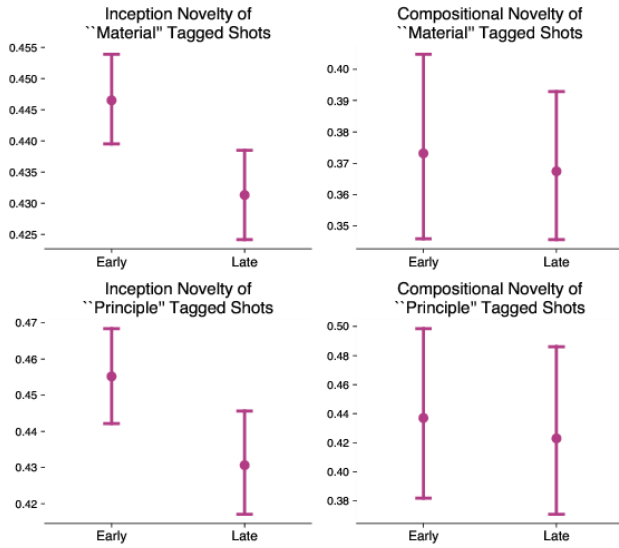 Inception Novelty of
``Material" Tagged Shots
0.455
0.450
0.445
0.440
0.435
0.430
0.425
Early
Late
Compositional Novelty of
``Material" Tagged Shots
0.40
0.39
0.38
0.37
0.36
0.35
Early
Late
Inception Novelty of
``Principle" Tagged Shots
0.47
0.46
0.45
0.44
0.43
0.42
Early
Late
Compositional Novelty of
``Principle" Tagged Shots
0.50
0.48
0.46
0.44
0.42
0.40
0.38
Early
Late